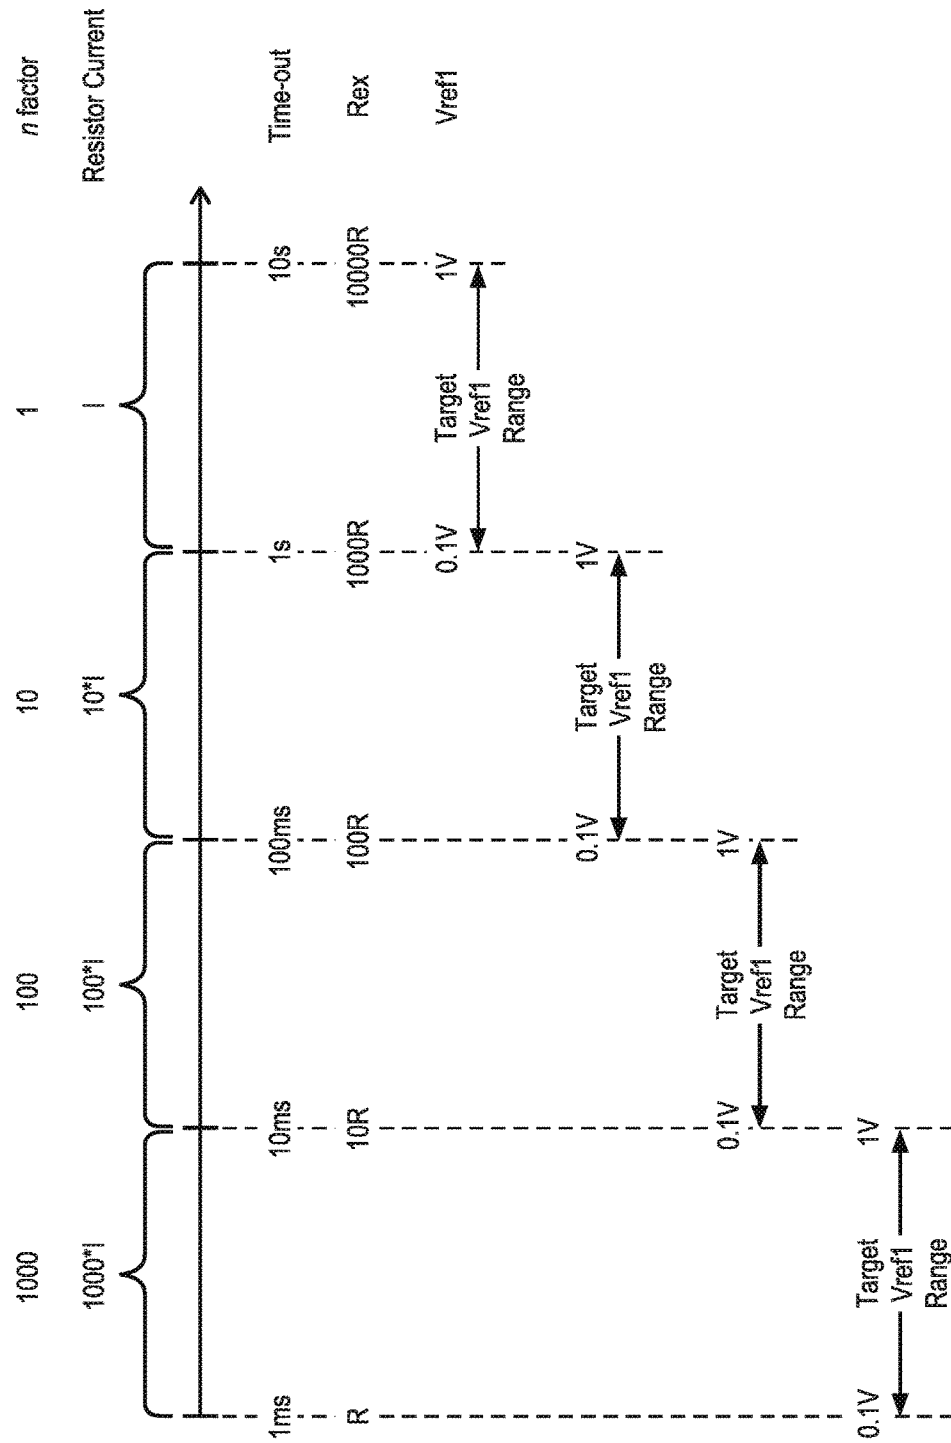 1000 100 10 1 n factor
1000*I 100*I 10*I I Resistor Current
1ms 10ms 100ms 1s 10s Time-out
R 10R 100R 1000R 10000R Rex
0.1V 1V Vref1
Target
Vref1
Range
0.1V 1V
Target
Vref1
Range
0.1V 1V
Target
Vref1
Range
0.1V 1V
Target
Vref1
Range